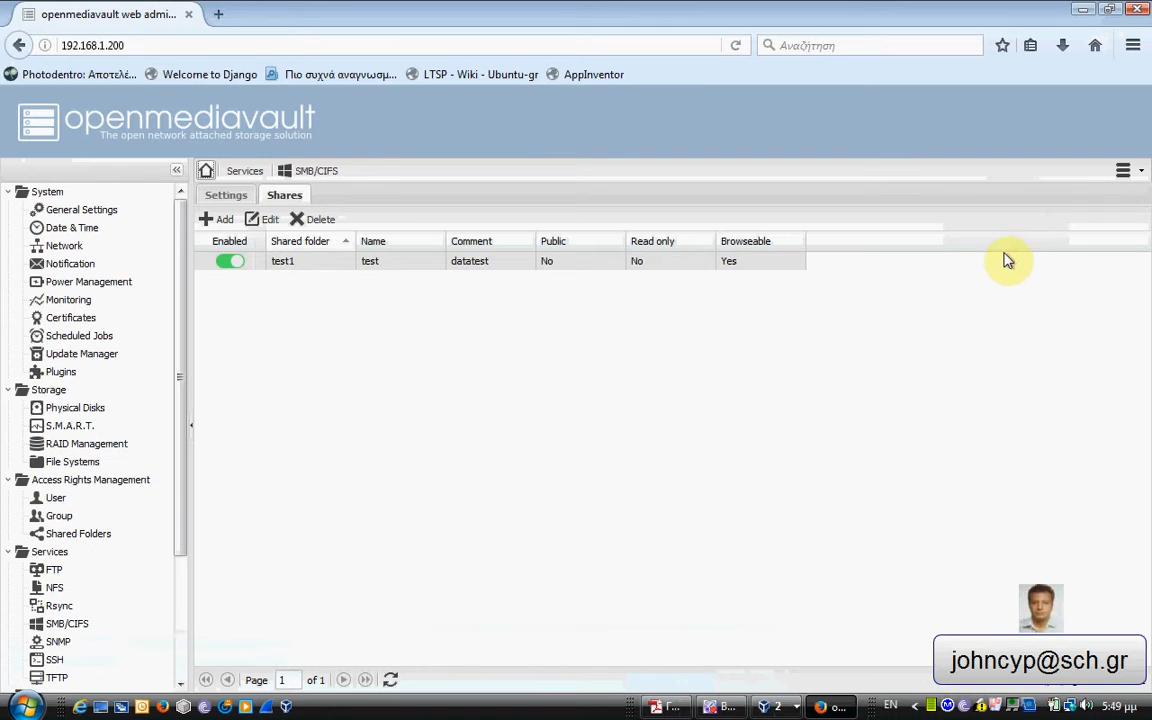 openmediavault web admi...
192.168.1.200
Αναζήτηση
Photodentro: Αποτελέ...
Welcome to Django
Πιο συχνά αναγνωσμ...
LTSP - Wiki - Ubuntu-gr
AppInventor
openmediavault
The open network attached storage solution
Services
SMB/CIFS
Settings
Shares
Add
Edit
Delete
Enabled
Shared folder
Name
Comment
Public
Read only
Browseable
test1
test
datatest
No
No
Yes
System
General Settings
Date & Time
Network
Notification
Power Management
Monitoring
Certificates
Scheduled Jobs
Update Manager
Plugins
Storage
Physical Disks
S.M.A.R.T.
RAID Management
File Systems
Access Rights Management
User
Group
Shared Folders
Services
FTP
NFS
Rsync
SMB/CIFS
SNMP
SSH
TFTP
Page 1 of 1
johncyp@sch.gr
Γ...
B...
2
o...
EN
5:49 μμ